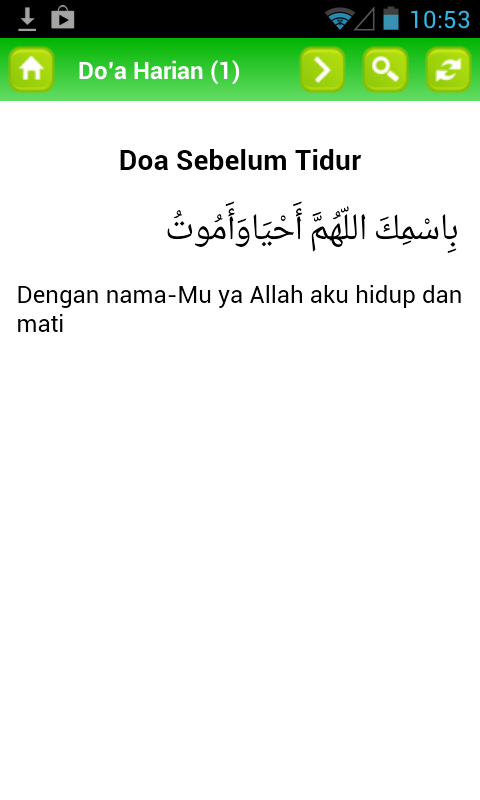 10:53
Do'a Harian (1)
Doa Sebelum Tidur
بِاسْمِكَ اللّهُمَّ أَحْيَاوَأَمُوتُ
Dengan nama-Mu ya Allah aku hidup dan
mati